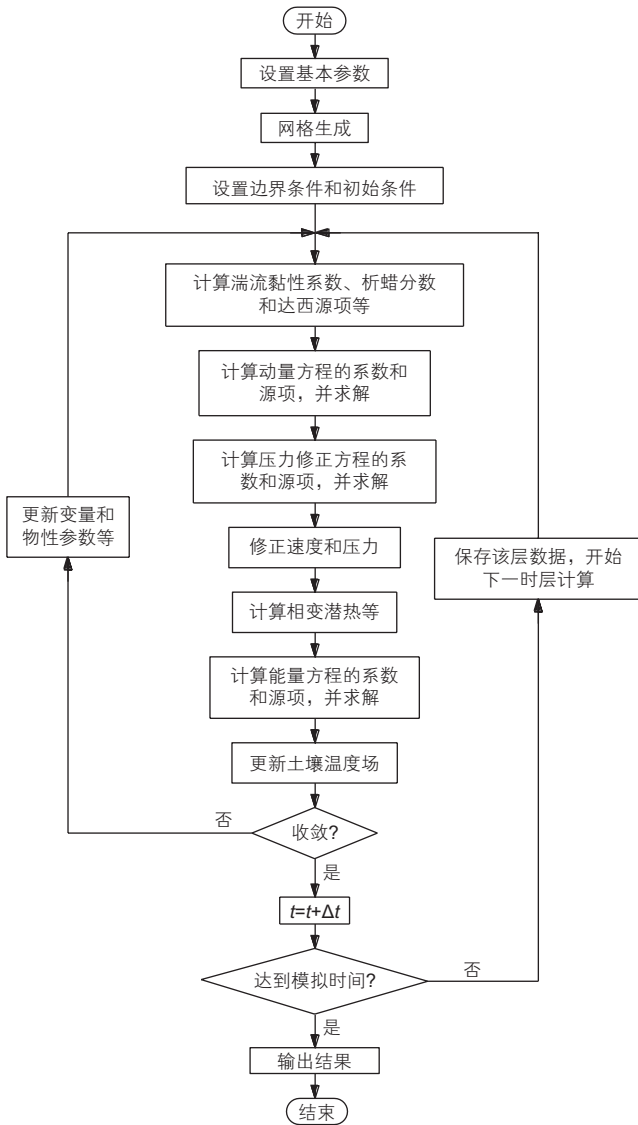 开始
设置基本参数
网格生成
设置边界条件和初始条件
计算湍流黏性系数、析蜡分数
和达西源项等
计算动量方程的系数和
源项，并求解
计算压力修正方程的系
数和源项，并求解
更新变量和
物性参数等
修正速度和压力
保存该层数据，开始
下一时层计算
计算相变潜热等
计算能量方程的系数
和源项，并求解
更新土壤温度场
否
收敛?
是
t=t+Δt
达到模拟时间?
否
是
输出结果
结束